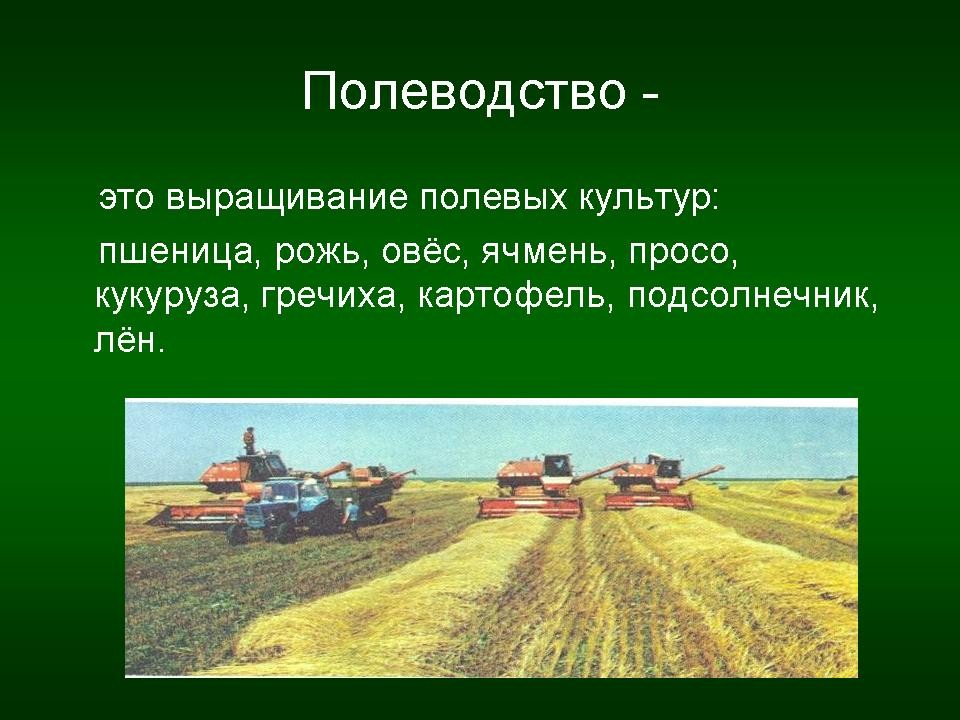 Полеводство -
это выращивание полевых культур:
пшеница, рожь, овёс, ячмень, просо,
кукуруза, гречиха, картофель, подсолнечник,
лён.